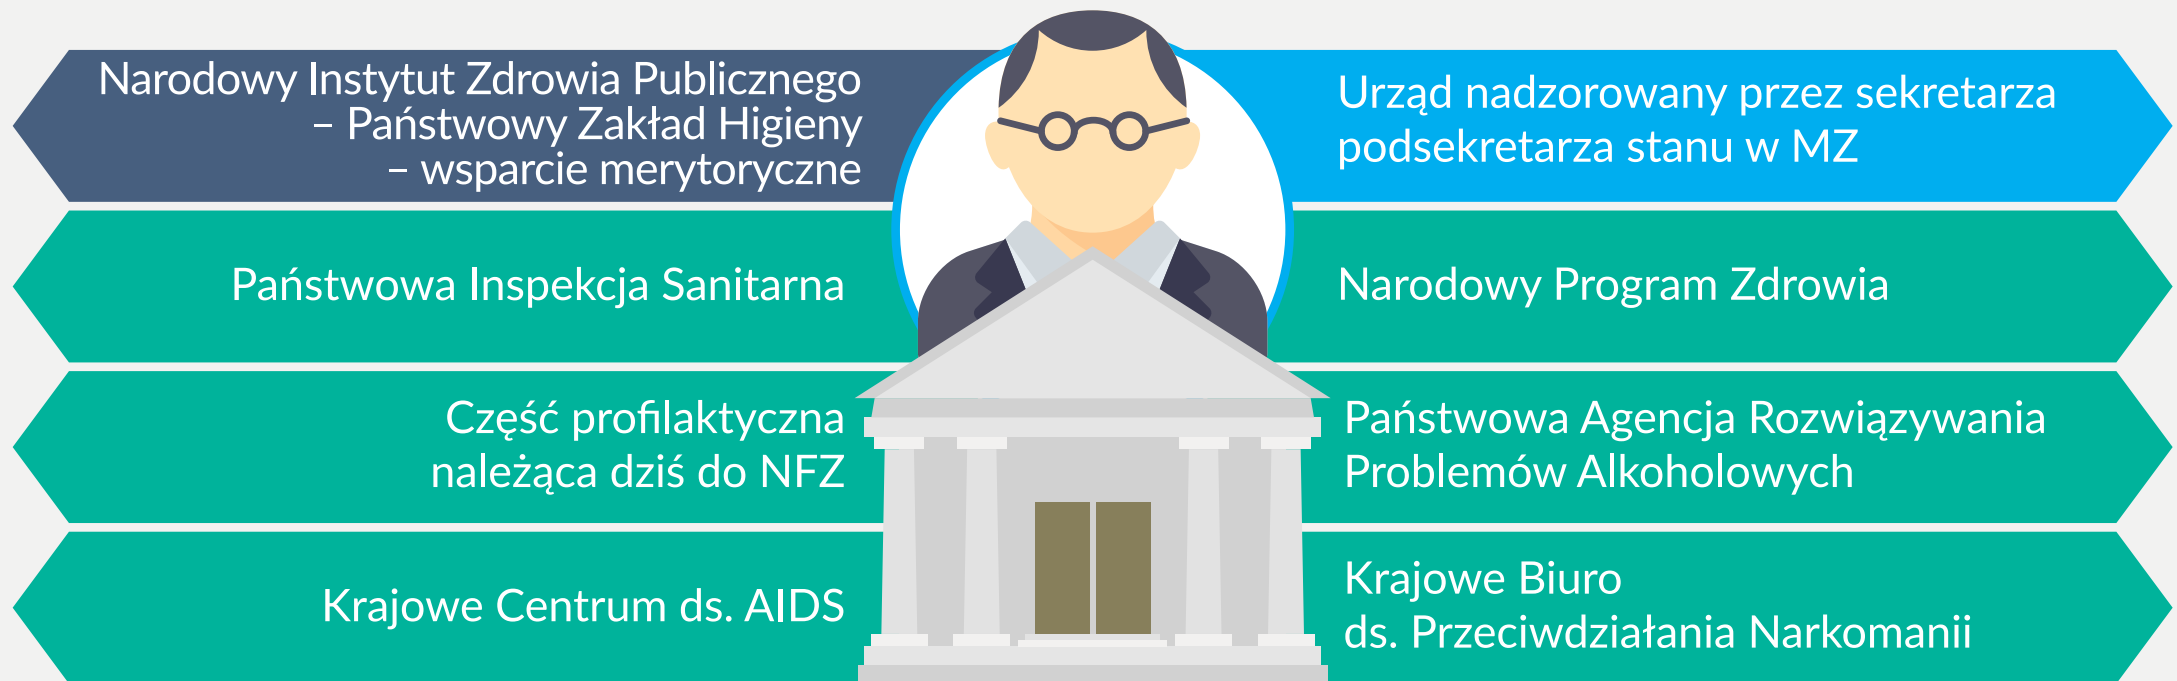 Narodowy Instytut Zdrowia Publicznego
– Państwowy Zakład Higieny
– wsparcie merytoryczne
Urząd nadzorowany przez sekretarza
podsekretarza stanu w MZ
Państwowa Inspekcja Sanitarna
Narodowy Program Zdrowia
Część profilaktyczna
należąca dziś do NFZ
Państwowa Agencja Rozwiązywania
Problemów Alkoholowych
Krajowe Centrum ds. AIDS
Krajowe Biuro
ds. Przeciwdziałania Narkomanii